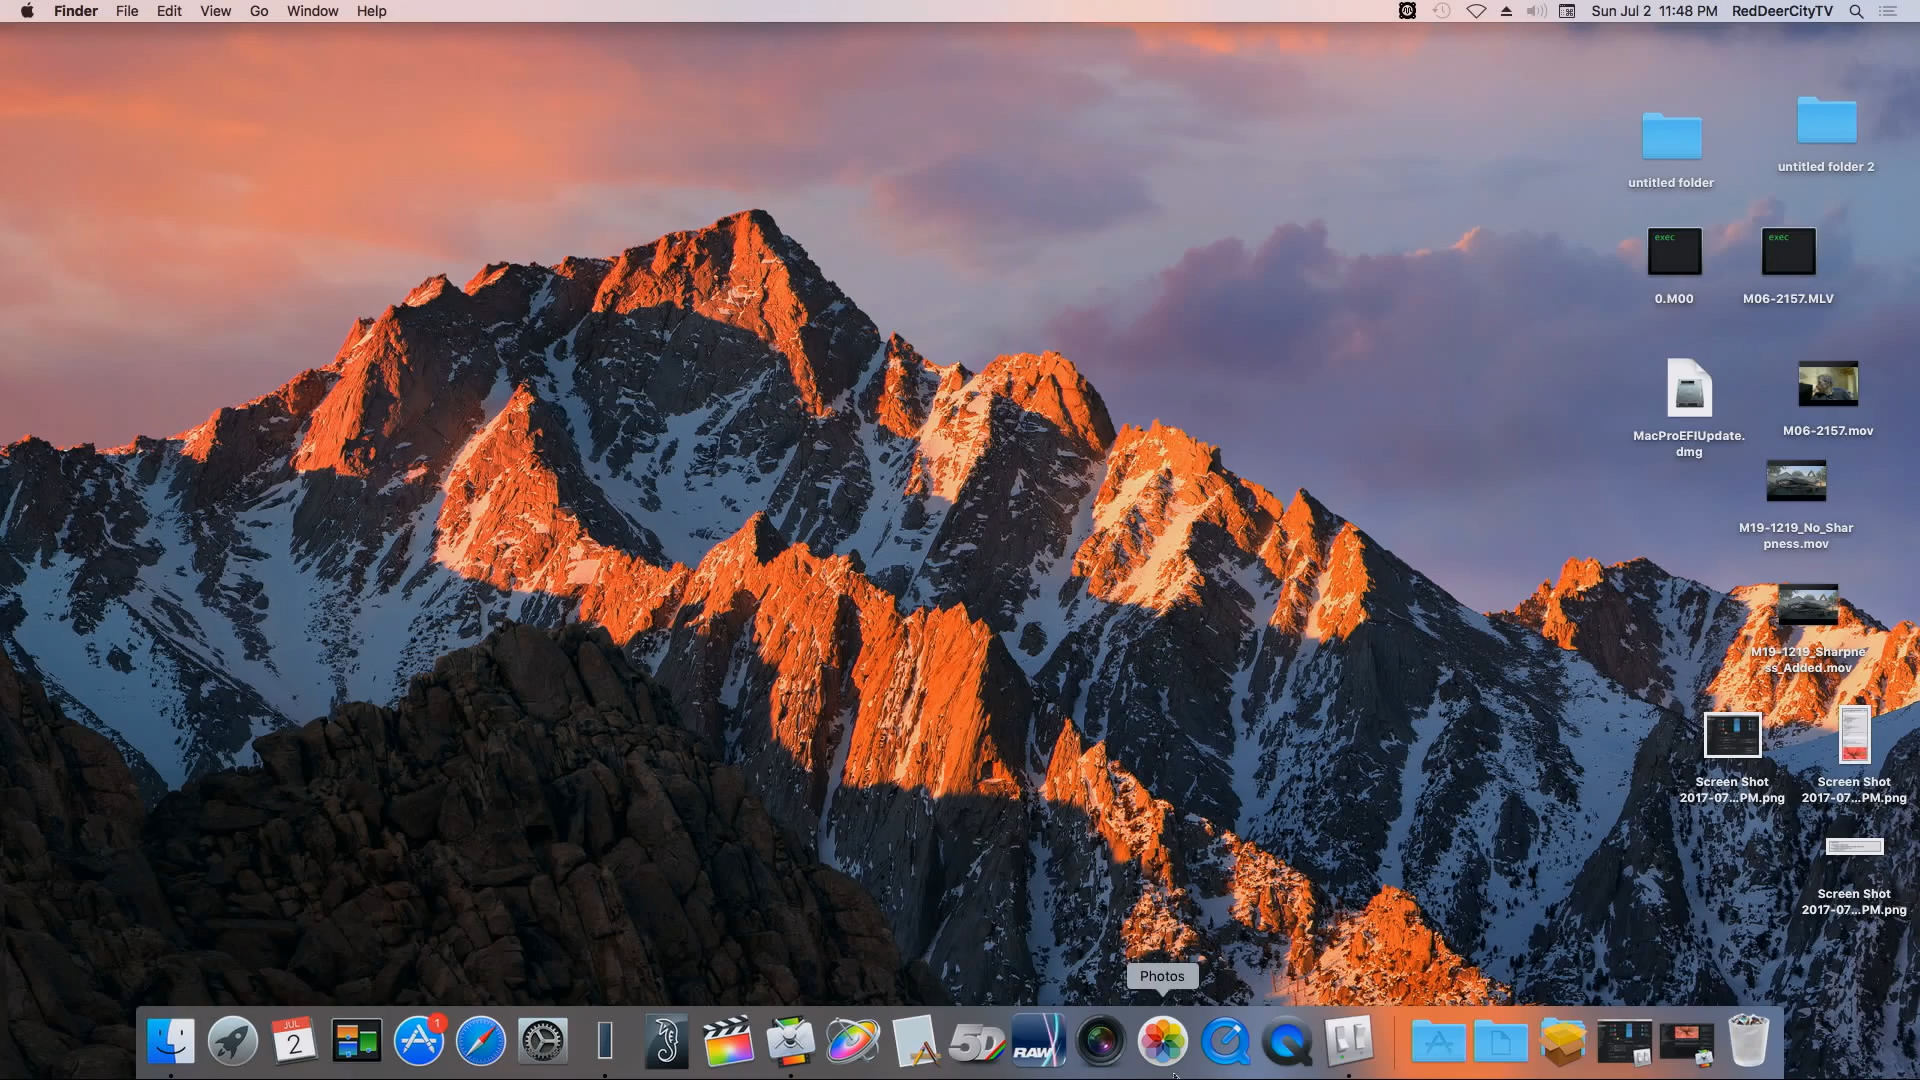 Finder File Edit View Go Window Help
Sun Jul 2 11:48 PM RedDeerCityTV
untitled folder
untitled folder 2
exec
0.M00
exec
M06-2157.MLV
MacProEFIUpdate.
dmg
M06-2157.mov
M19-1219_No_Shar
pness.mov
M19-1219_Sharpne
ss_Added.mov
Screen Shot
2017-07...PM.png
Screen Shot
2017-07...PM.png
Screen Shot
2017-07...PM.png
Photos
JUL
2
1
5D
RAW